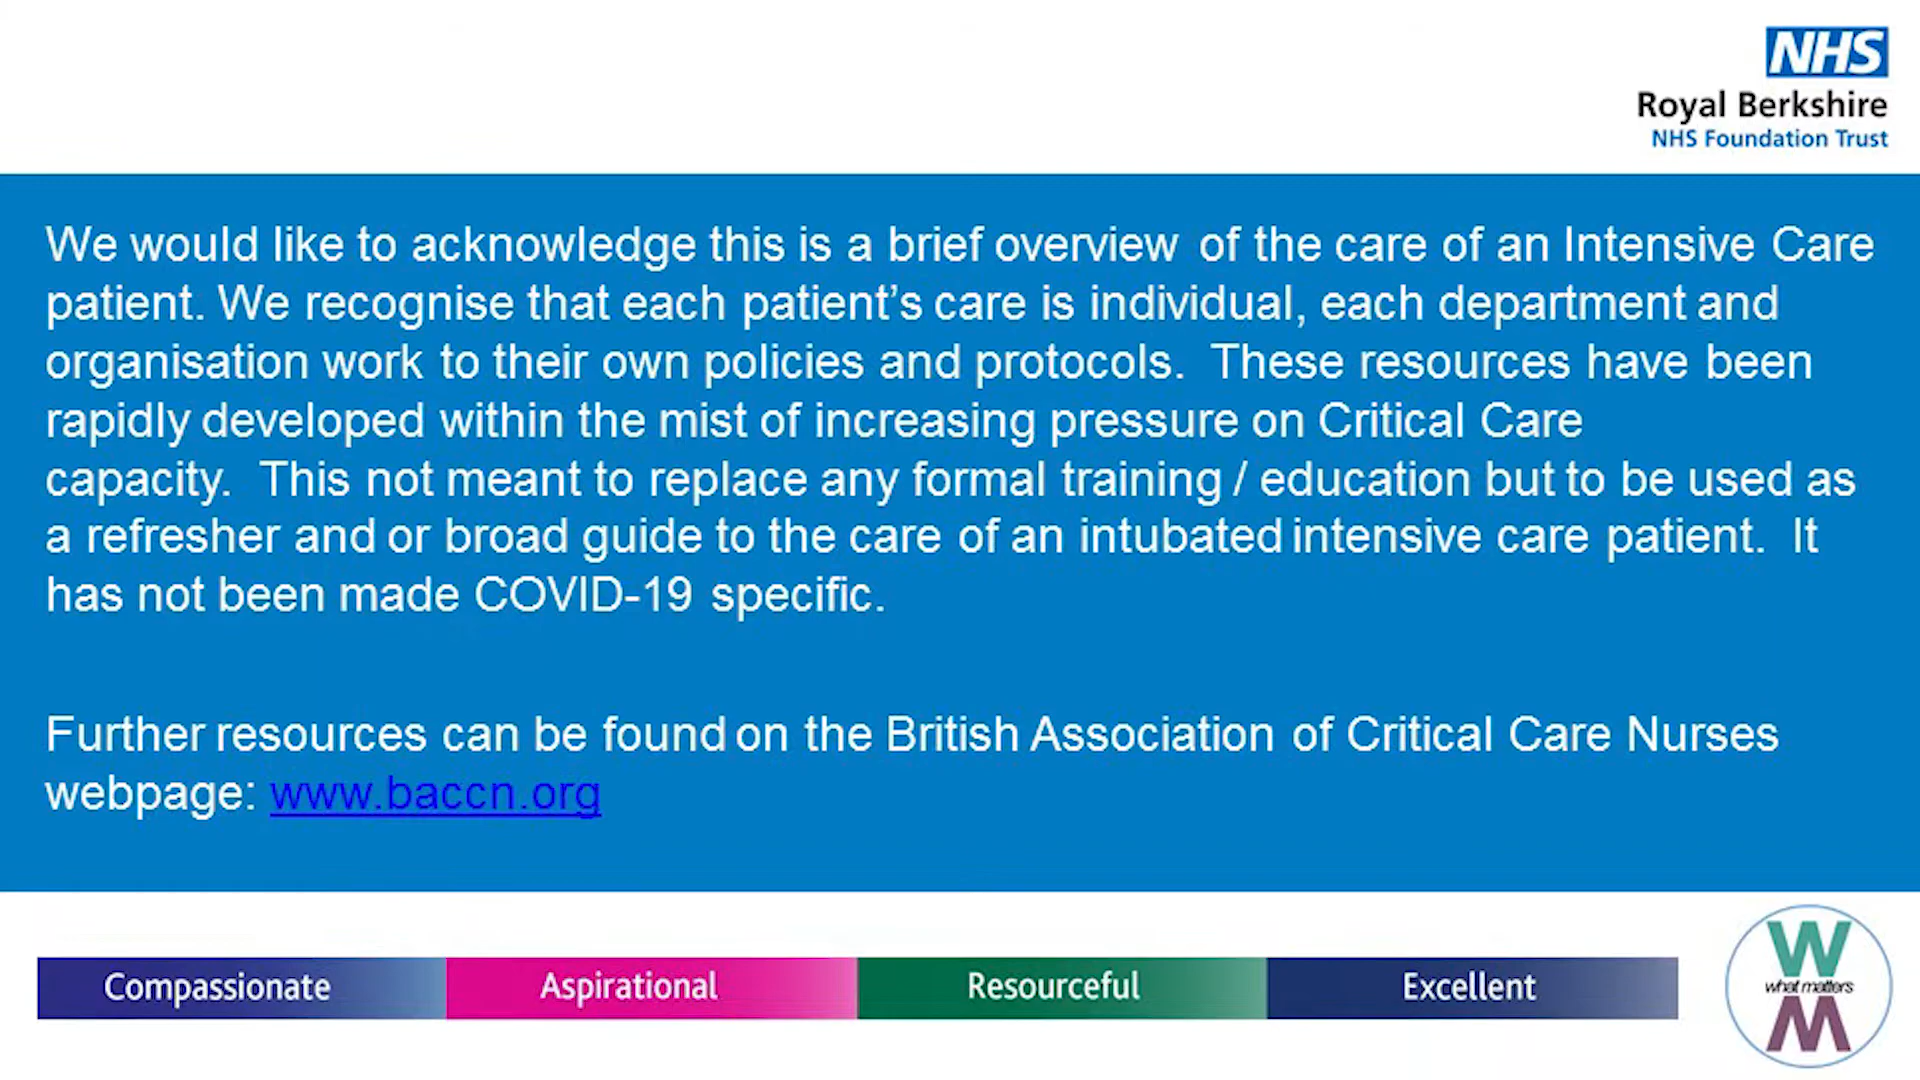 NHS
Royal Berkshire
NHS Foundation Trust
We would like to acknowledge this is a brief overview of the care of an Intensive Care
patient. We recognise that each patient’s care is individual, each department and
organisation work to their own policies and protocols. These resources have been
rapidly developed within the mist of increasing pressure on Critical Care
capacity. This not meant to replace any formal training / education but to be used as
a refresher and or broad guide to the care of an intubated intensive care patient. It
has not been made COVID-19 specific.
Further resources can be found on the British Association of Critical Care Nurses
webpage: www.baccn.org
Compassionate
Aspirational
Resourceful
Excellent
W
what matters
M